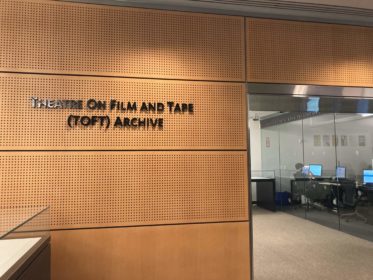 Theatre On Film And Tape
(TOFT) Archive